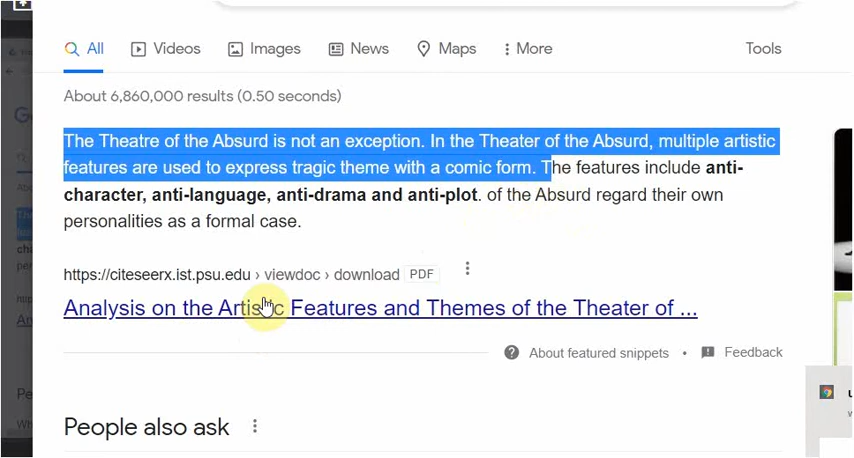 All Videos Images News Maps More Tools
About 6,860,000 results (0.50 seconds)
The Theatre of the Absurd is not an exception. In the Theater of the Absurd, multiple artistic
features are used to express tragic theme with a comic form. The features include anti-
character, anti-language, anti-drama and anti-plot. of the Absurd regard their own
personalities as a formal case.
https://citeseerx.ist.psu.edu › viewdoc › download PDF
Analysis on the Artistic Features and Themes of the Theater of ...
About featured snippets • Feedback
People also ask